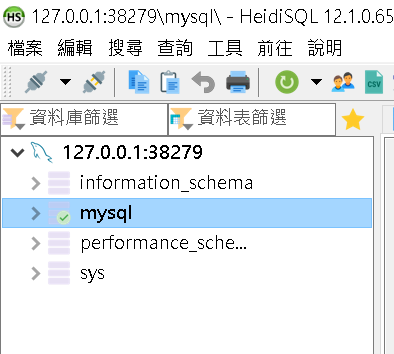 HS 127.0.0.1:38279\mysql\ - HeidiSQL 12.1.0.65
檔案 編輯 搜尋 查詢 工具 前往 說明
CSV
資料庫篩選 資料表篩選
127.0.0.1:38279
information_schema
mysql
performance_sche...
sys